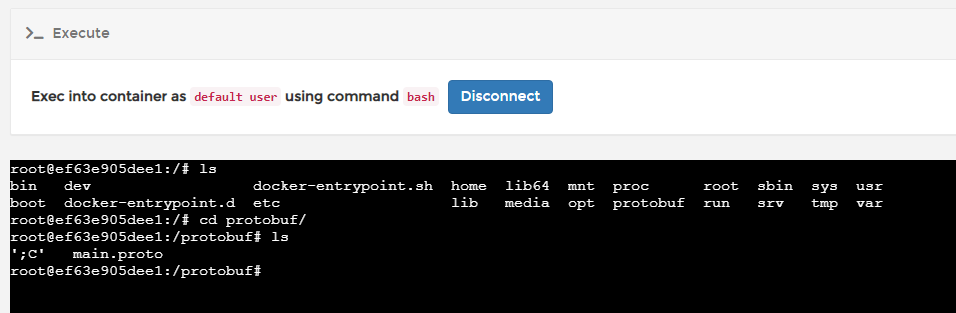 >_ Execute
Exec into container as default user using command bash Disconnect
root@ef63e905dee1:/# ls
bin   dev                  docker-entrypoint.sh  home  lib64  mnt  proc      root  sbin  sys  usr
boot  docker-entrypoint.d  etc                   lib   media  opt  protobuf  run   srv   tmp  var
root@ef63e905dee1:/# cd protobuf/
root@ef63e905dee1:/protobuf# ls
';C'   main.proto
root@ef63e905dee1:/protobuf#